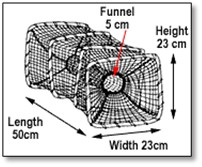 Funnel
5 cm
Height
23 cm
Length
50cm
Width 23cm